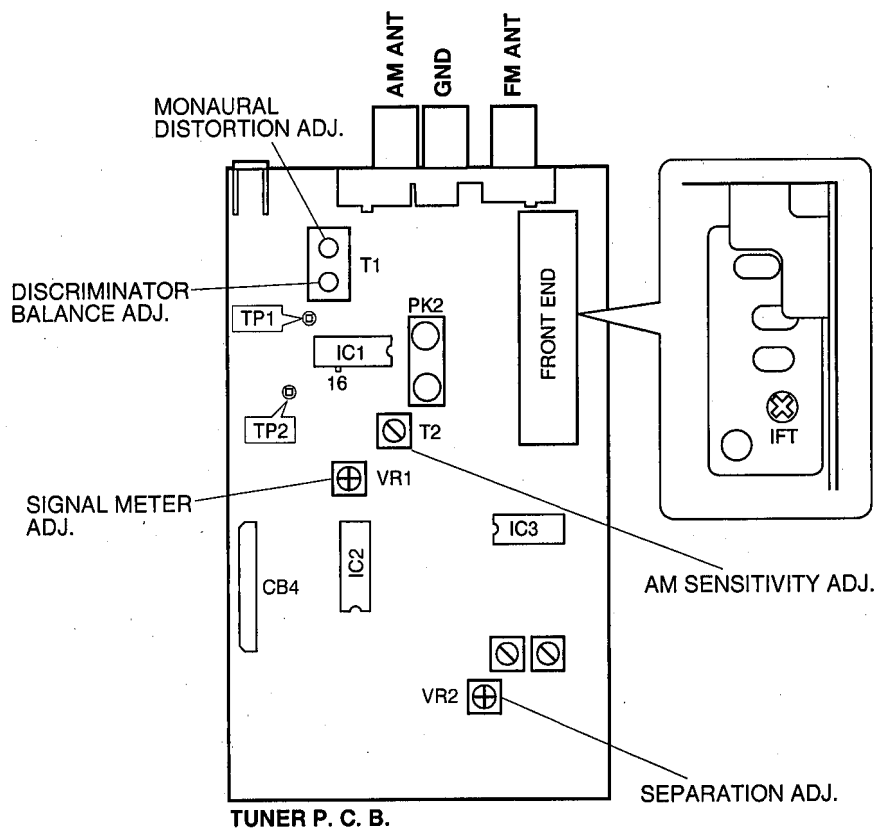 AM ANT
GND
FM ANT
MONAURAL
DISTORTION ADJ.
T1
DISCRIMINATOR
BALANCE ADJ.
TP1
PK2
IC1
16
FRONT END
TP2
T2
IFT
VR1
SIGNAL METER
ADJ.
IC3
IC2
CB4
AM SENSITIVITY ADJ.
VR2
SEPARATION ADJ.
TUNER P. C. B.